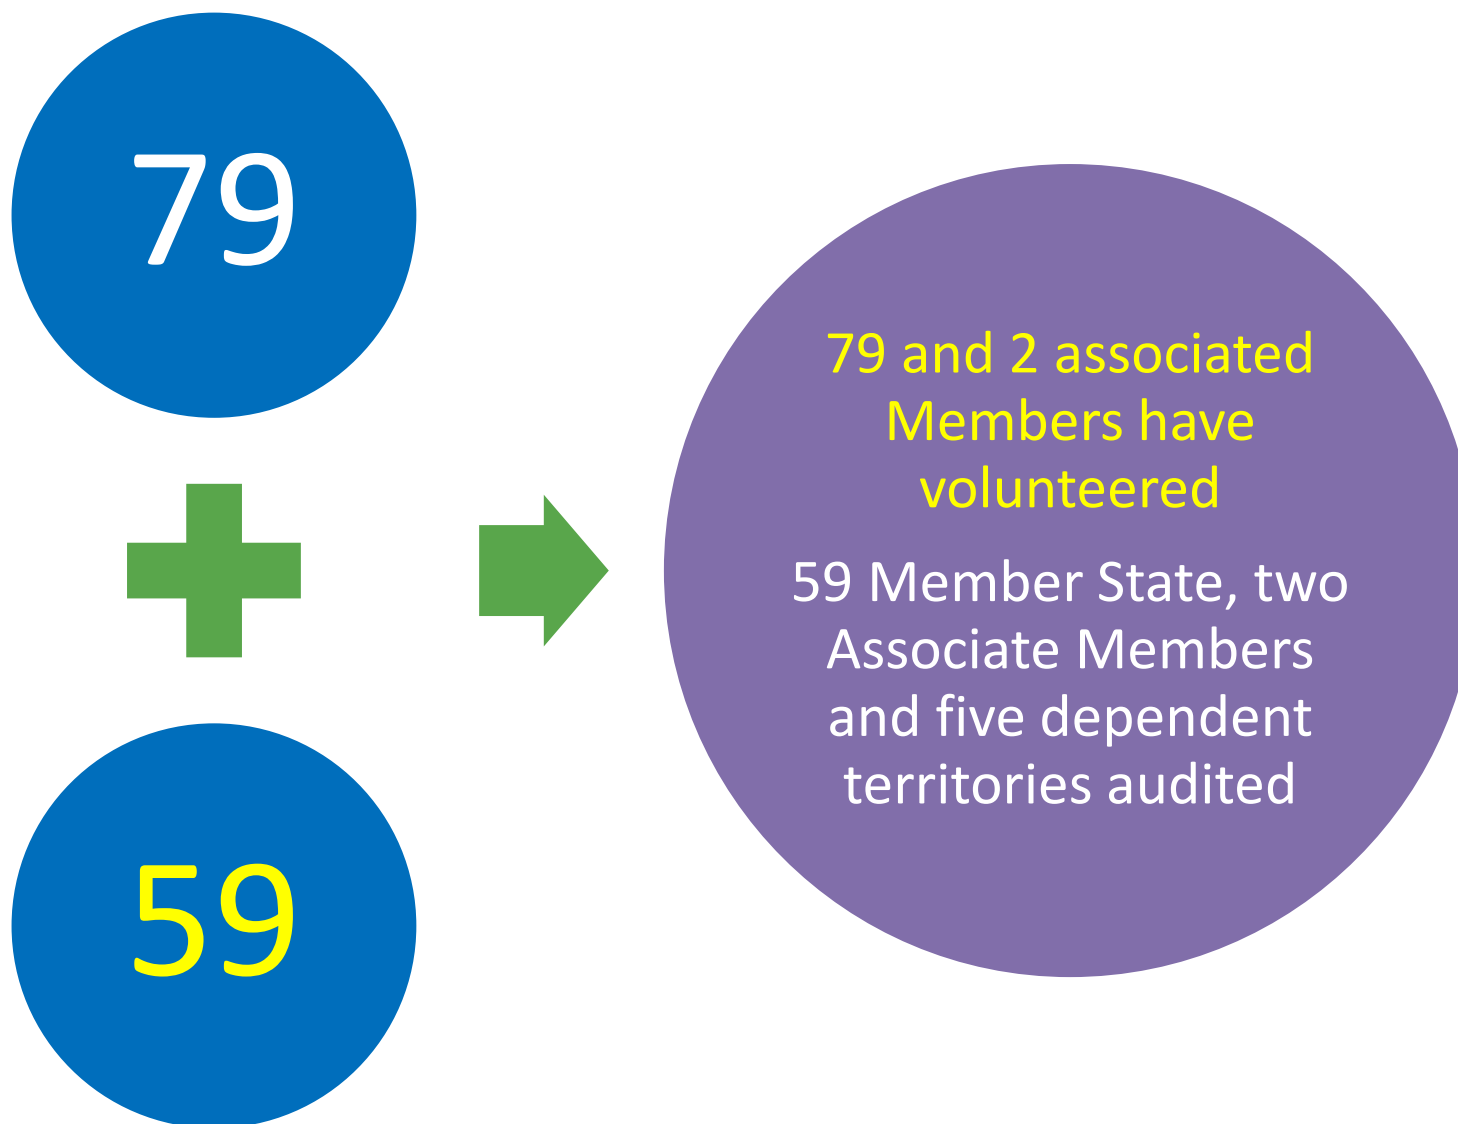 79
59
79 and 2 associated
Members have
volunteered
59 Member State, two
Associate Members
and five dependent
territories audited